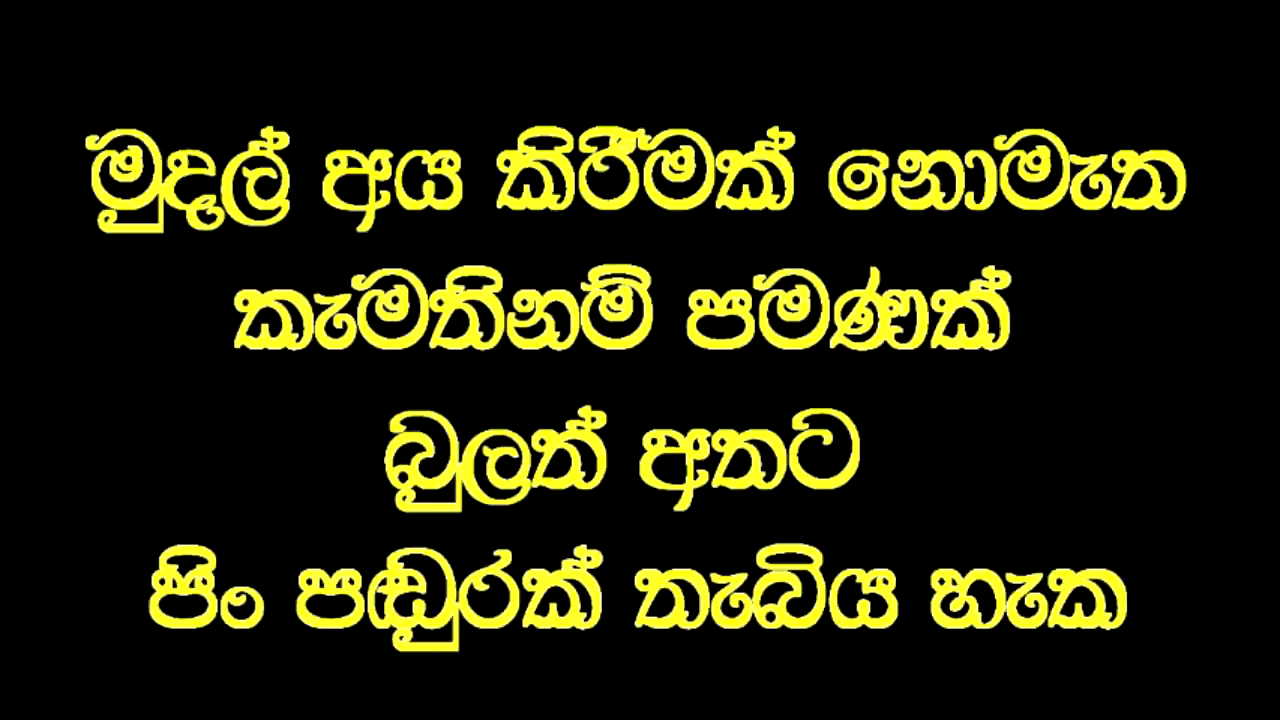 මුදල් අය කිරීමක් නොමැත
කැමතිනම් පමණක්
බුලත් අතට
පිං පඬුරක් තැබිය හැක